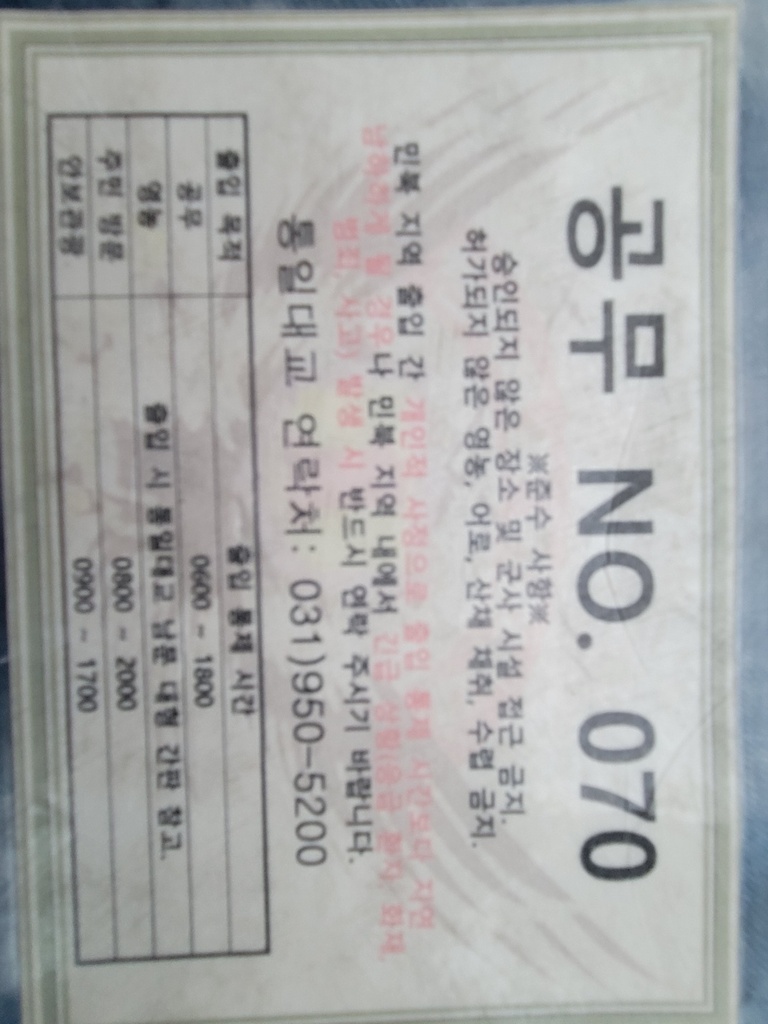 공무 NO. 070
※준수 사항※
승인되지 않은 장소 및 군사 시설 접근 금지.
허가되지 않은 영농, 어로, 산채 채취, 수렵 금지.
민북 지역 출입 간 개인적 사정으로 출입 통제 시간보다 지연
남하하게 될 경우나 민북 지역 내에서 긴급 상황(응급 환자, 화재,
범죄, 사고) 발생 시 반드시 연락 주시기 바랍니다.
통일대교 연락처: 031)950-5200
출입 목적 출입 통제 시간
공무 0600 ~ 1800
영농 출입 시 통일대교 남문 대형 간판 참고.
주민 방문 0800 ~ 2000
안보관광 0900 ~ 1700